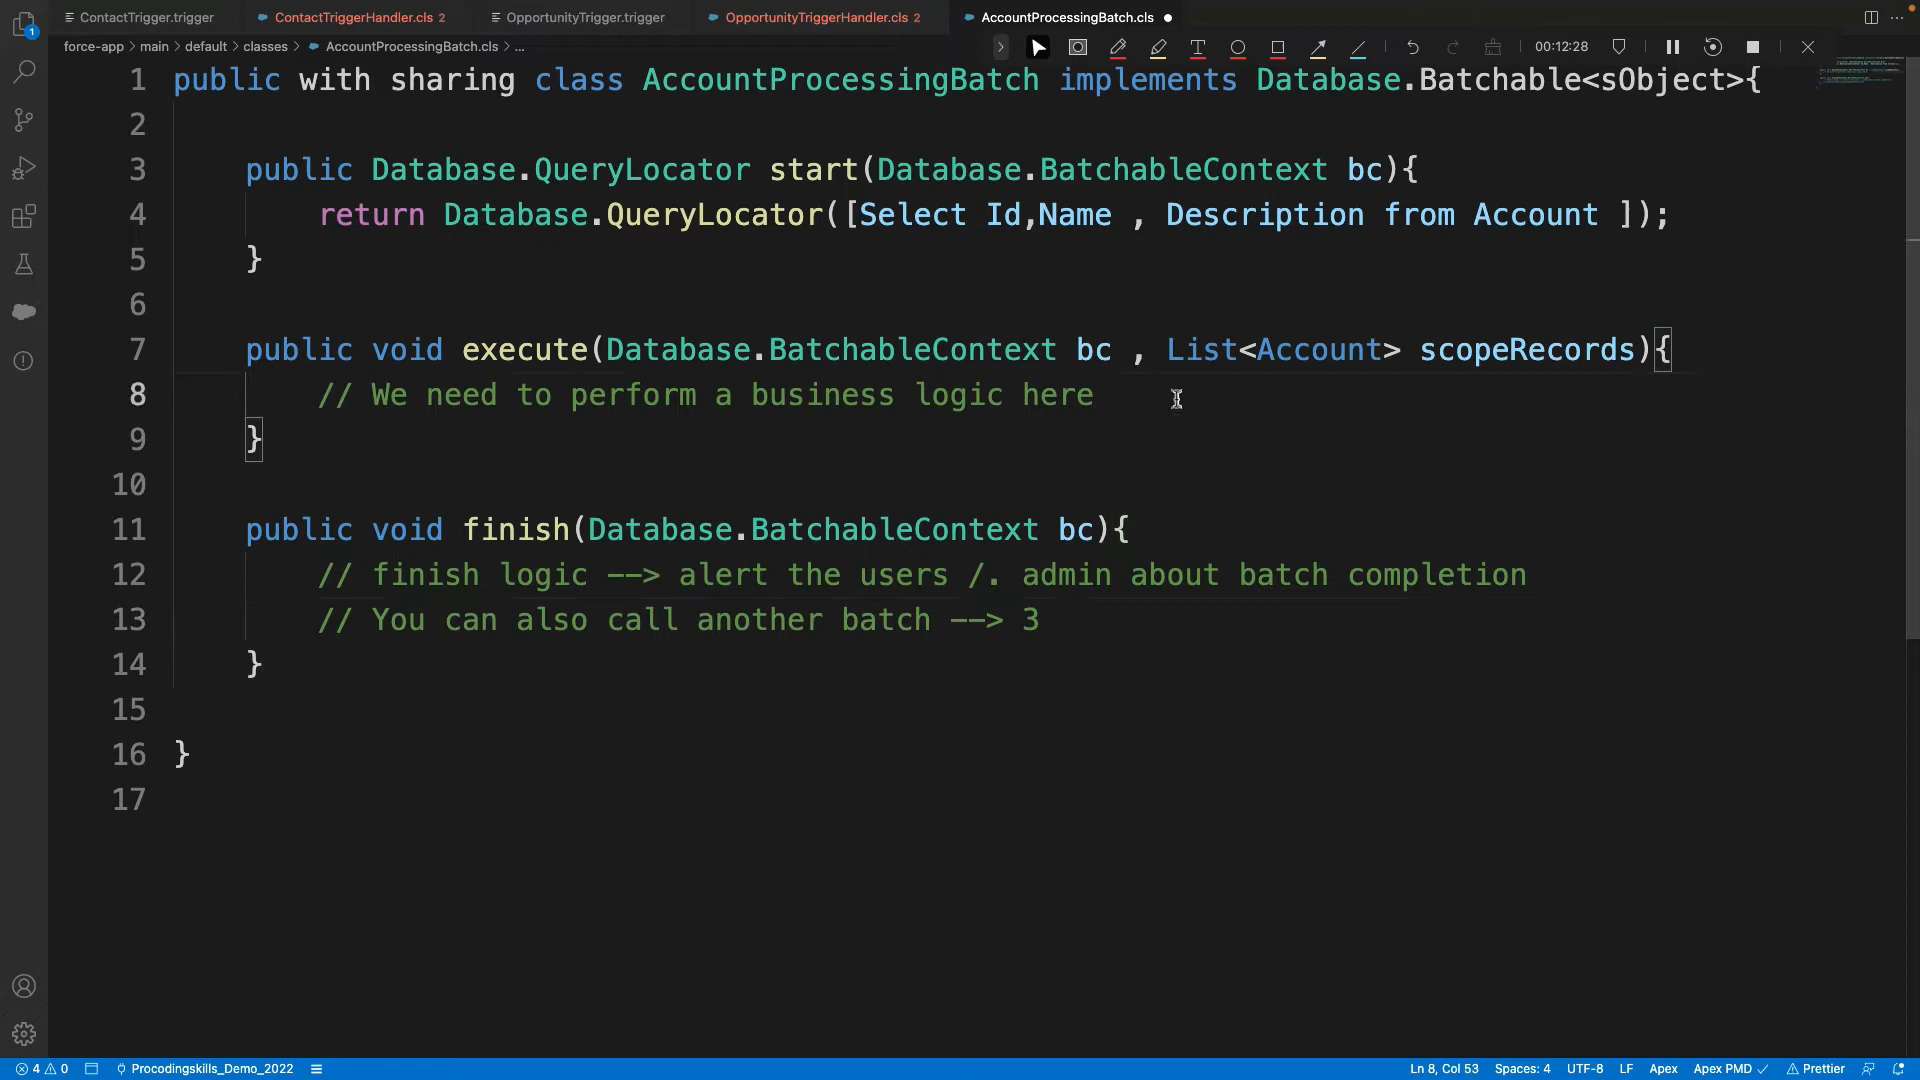 ContactTrigger.trigger ContactTriggerHandler.cls 2 OpportunityTrigger.trigger OpportunityTriggerHandler.cls 2 AccountProcessingBatch.cls
force-app > main > default > classes > AccountProcessingBatch.cls > ...
00:12:28
1 public with sharing class AccountProcessingBatch implements Database.Batchable<sObject>{
2
3 public Database.QueryLocator start(Database.BatchableContext bc){
4 return Database.QueryLocator([Select Id,Name , Description from Account ]);
5 }
6
7 public void execute(Database.BatchableContext bc , List<Account> scopeRecords){
8 // We need to perform a business logic here
9 }
10
11 public void finish(Database.BatchableContext bc){
12 // finish logic --> alert the users /. admin about batch completion
13 // You can also call another batch --> 3
14 }
15
16 }
17
1
4 0 Procodingskills_Demo_2022 Ln 8, Col 53 Spaces: 4 UTF-8 LF Apex Apex PMD Prettier